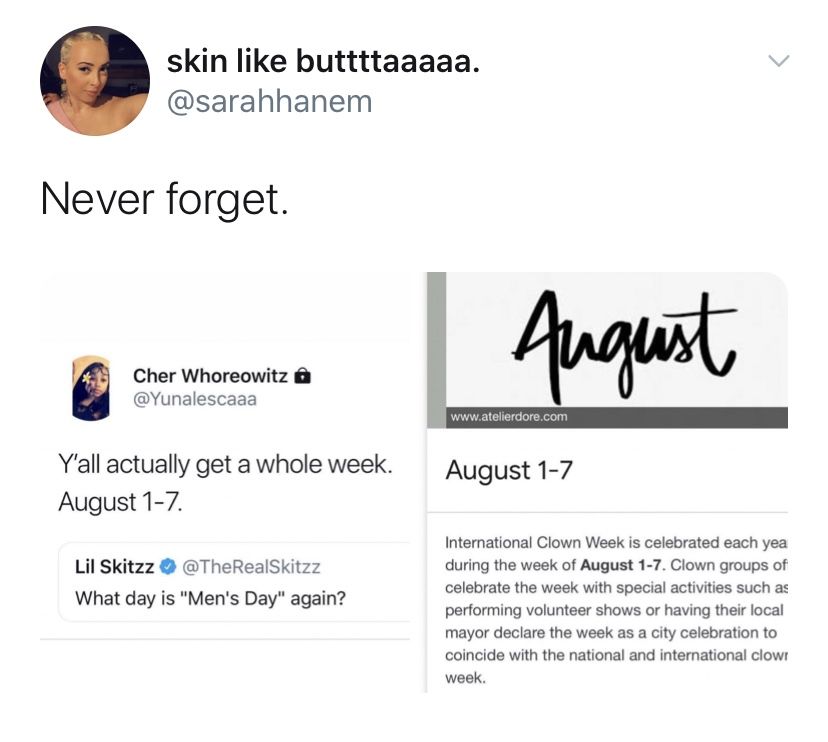 skin like buttttaaaaa.
@sarahhanem
Never forget.
Cher Whoreowitz
@Yunalescaaa
Y'all actually get a whole week.
August 1-7.
Lil Skitzz @TheRealSkitzz
What day is "Men's Day" again?
August
www.atelierdore.com
August 1-7
International Clown Week is celebrated each yea
during the week of August 1-7. Clown groups of
celebrate the week with special activities such as
performing volunteer shows or having their local
mayor declare the week as a city celebration to
coincide with the national and international clown
week.